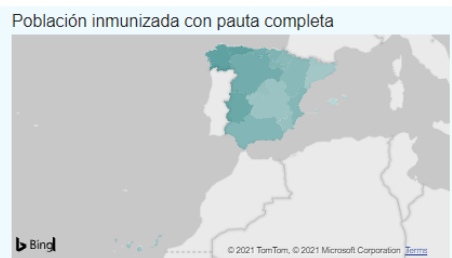 Población inmunizada con pauta completa
Bing
© 2021 TomTom, © 2021 Microsoft Corporation Terms